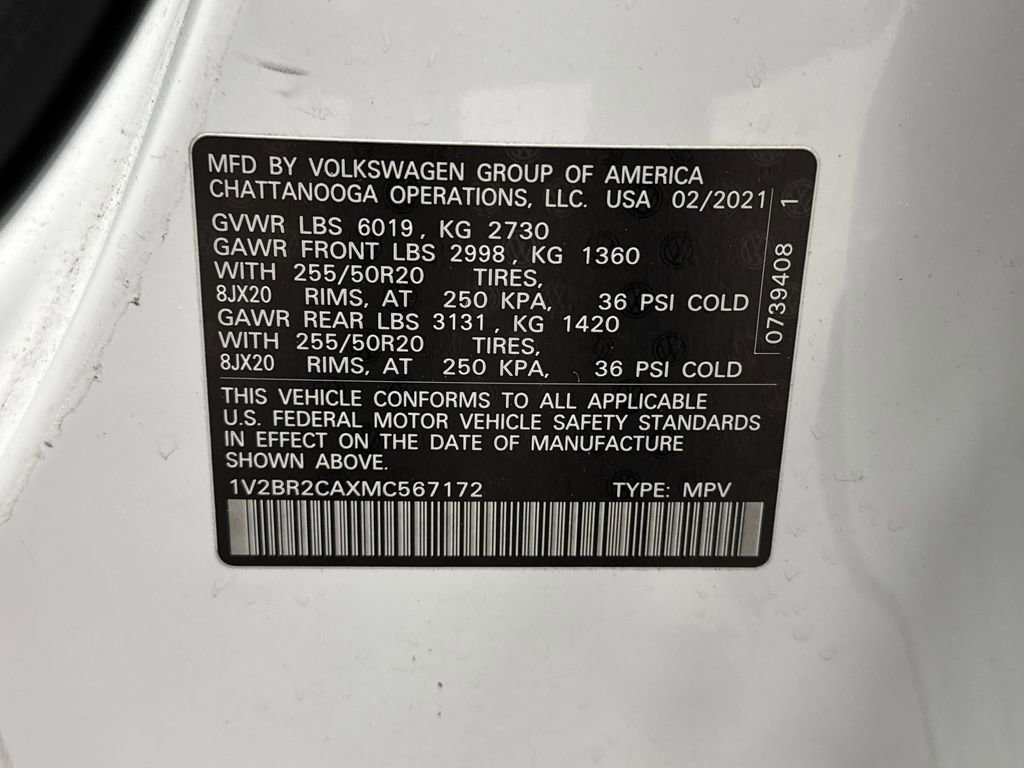 MFD BY VOLKSWAGEN GROUP OF AMERICA
CHATTANOOGA OPERATIONS, LLC. USA 02/2021
GVWR LBS 6019, KG 2730
GAWR FRONT LBS 2998, KG 1360
WITH 255/50R20 TIRES,
8JX20 RIMS, AT 250 KPA, 36 PSI COLD
GAWR REAR LBS 3131, KG 1420
WITH 255/50R20 TIRES,
8JX20 RIMS, AT 250 KPA, 36 PSI COLD
0739408 1
THIS VEHICLE CONFORMS TO ALL APPLICABLE
U.S. FEDERAL MOTOR VEHICLE SAFETY STANDARDS
IN EFFECT ON THE DATE OF MANUFACTURE
SHOWN ABOVE.
1V2BR2CAXMC567172 TYPE: MPV